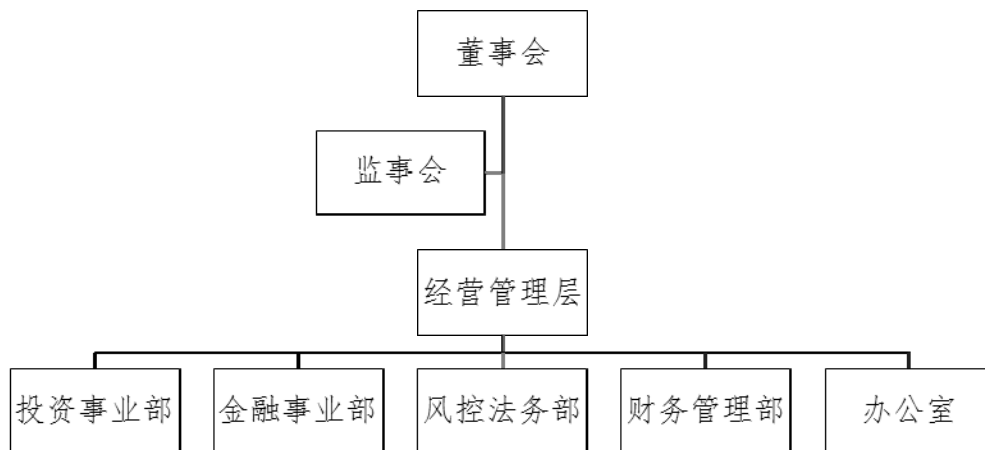 董事会
监事会
经营管理层
投资事业部
金融事业部
风控法务部
财务管理部
办公室